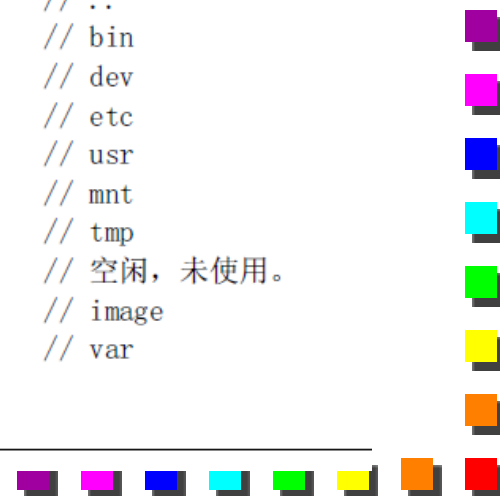 // ..
// bin
// dev
// etc
// usr
// mnt
// tmp
// 空闲，未使用。
// image
// var